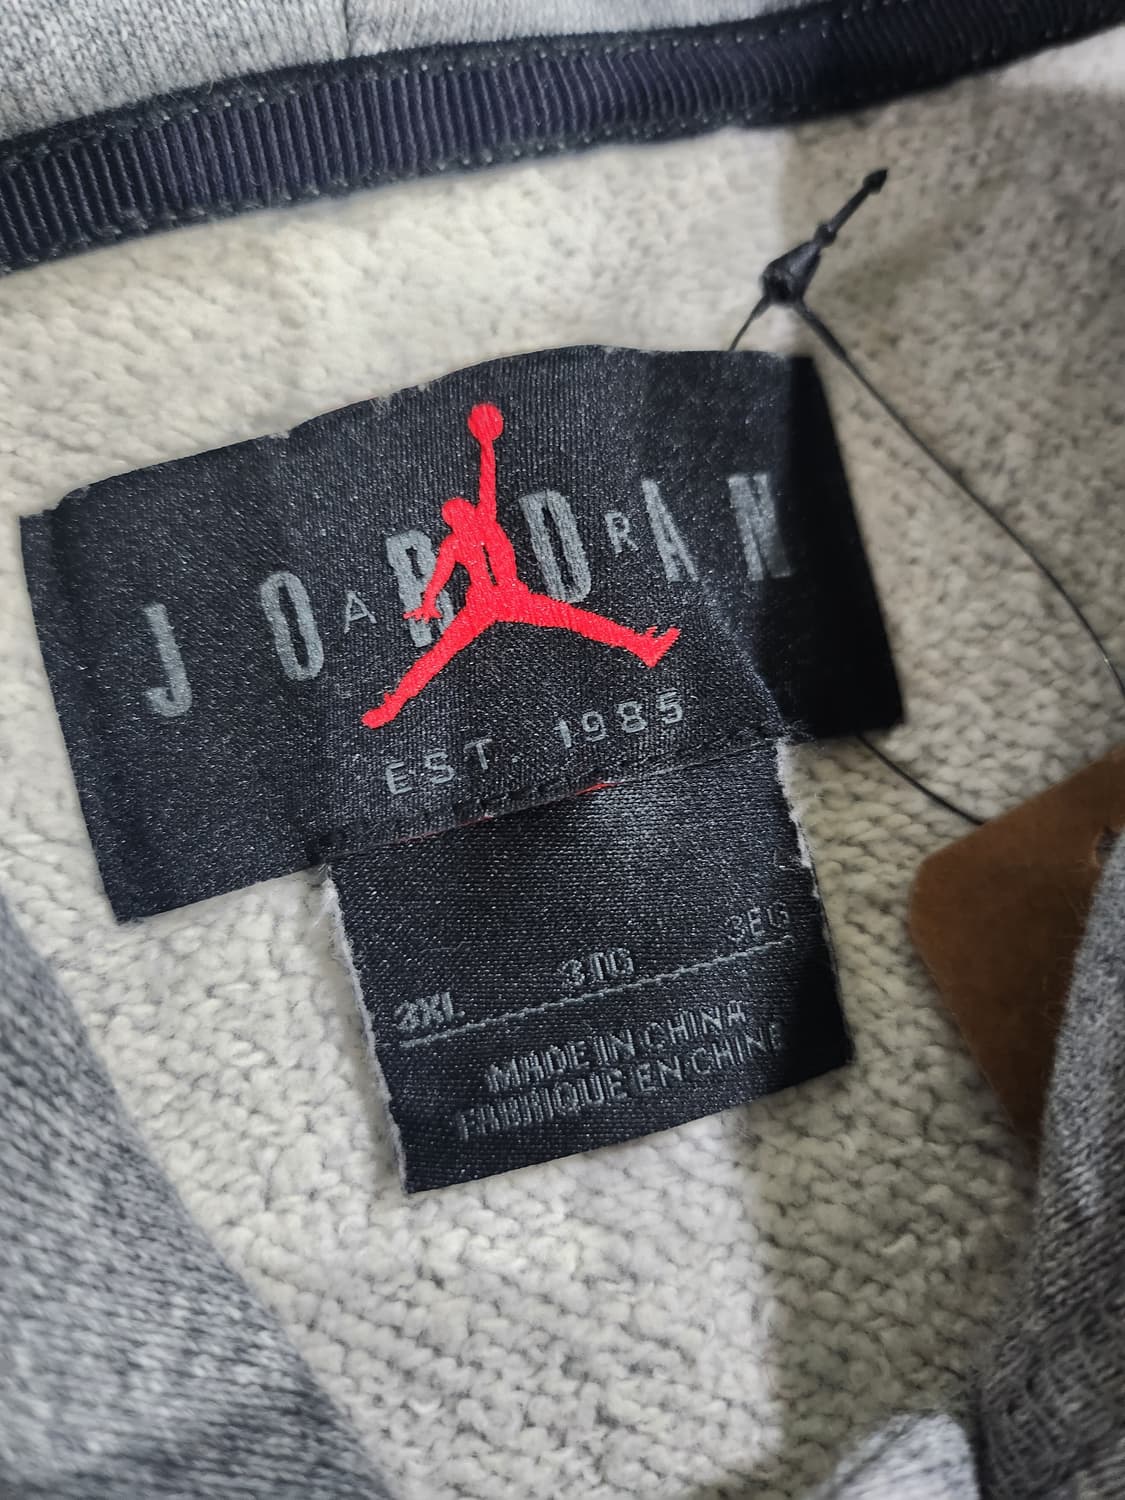 JORDAN
AIR
EST. 1985
3XL 3TG 3EG
MADE IN CHINA
FABRIQUE EN CHINE